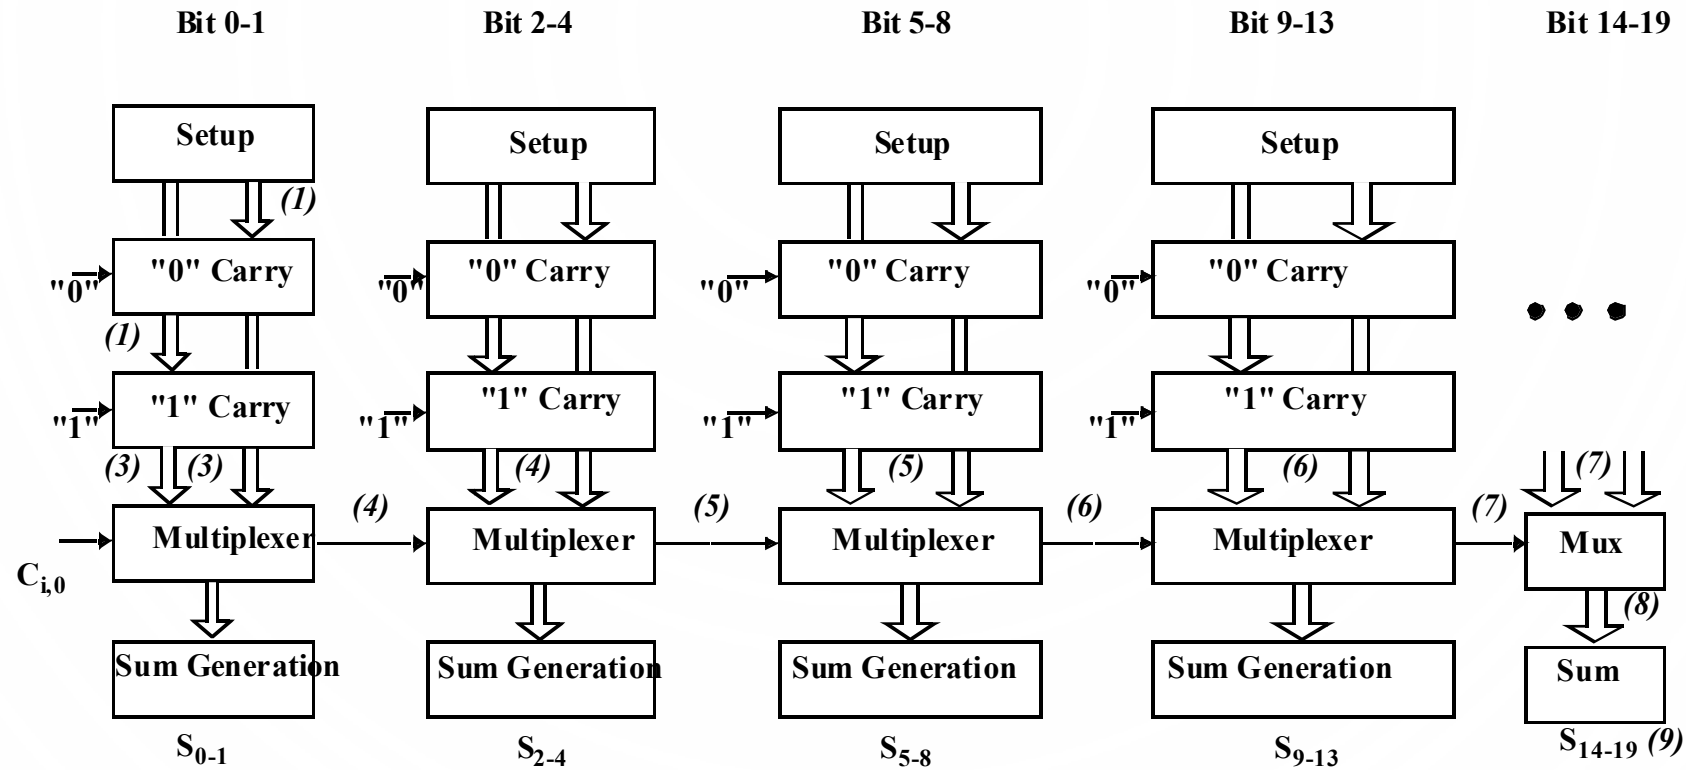 Bit 0-1 Bit 2-4 Bit 5-8 Bit 9-13 Bit 14-19
Setup Setup Setup Setup
(1)
"0" Carry "0" Carry "0" Carry "0" Carry
"0" "0" "0" "0"
(1)
"1" Carry "1" Carry "1" Carry "1" Carry
"1" "1" "1" "1"
(3) (3) (4) (5) (6) (7)
(4) (5) (6) (7)
Multiplexer Multiplexer Multiplexer Multiplexer Mux
Ci,0
(8)
Sum Generation Sum Generation Sum Generation Sum Generation Sum
S0-1 S2-4 S5-8 S9-13 S14-19 (9)